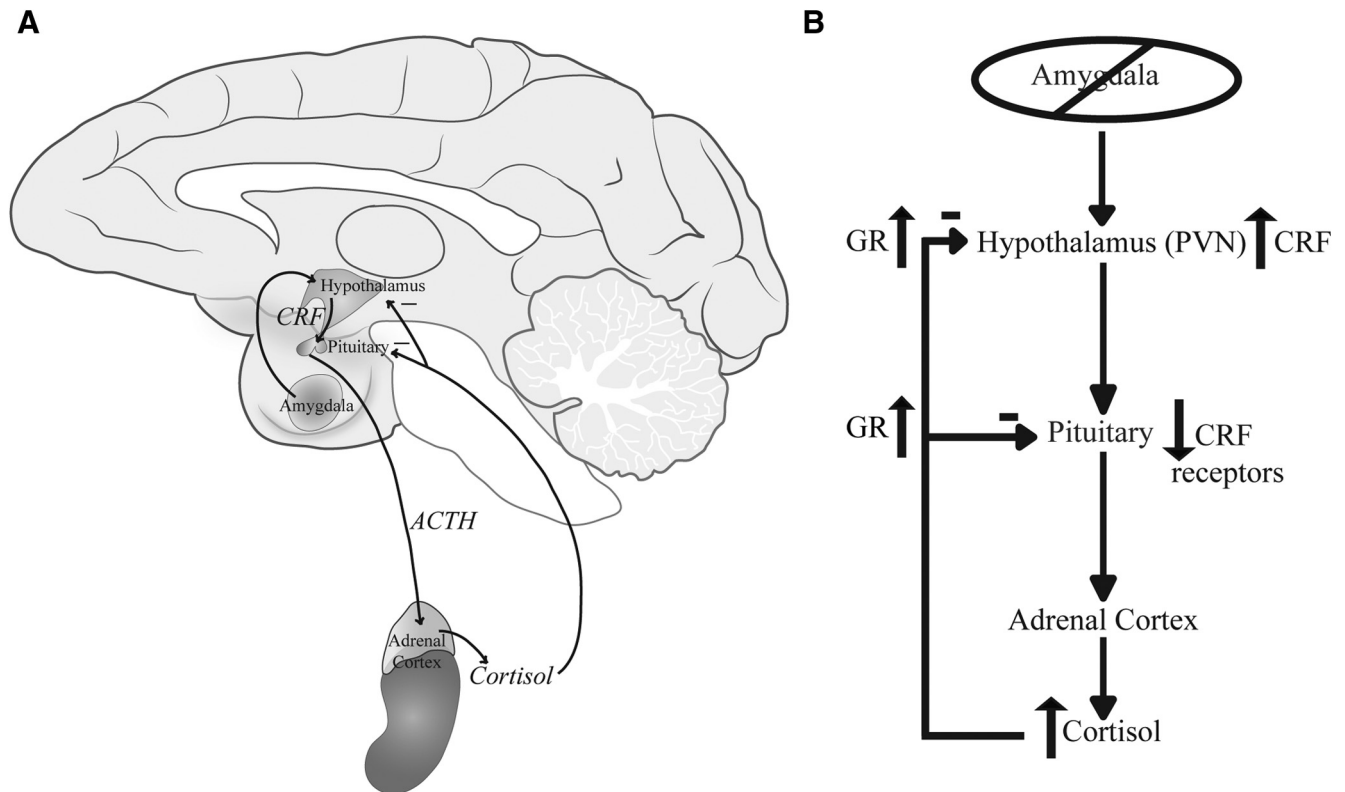 A
Hypothalamus
CRF
Pituitary
Amygdala
ACTH
Adrenal
Cortex
Cortisol
B
Amygdala
GR
Hypothalamus (PVN)
CRF
GR
Pituitary
CRF
receptors
Adrenal Cortex
Cortisol